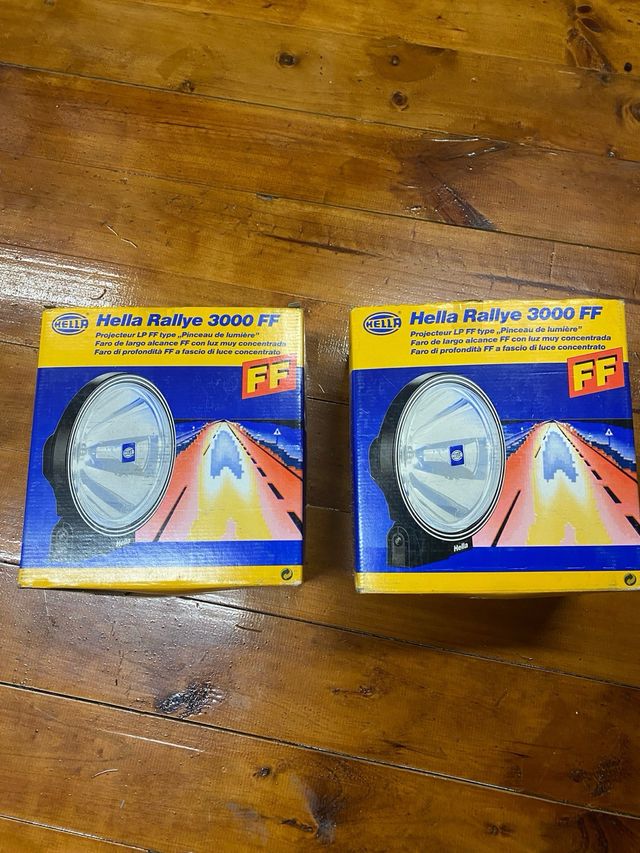 HELLA
Hella Rallye 3000 FF
Projecteur LP FF type „Pinceau de lumière"
Faro de largo alcance FF con luz muy concentrada
Faro di profondità FF a fascio di luce concentrato
FF
HELLA
Hella
HELLA
Hella Rallye 3000 FF
Projecteur LP FF type „Pinceau de lumière"
Faro de largo alcance FF con luz muy concentrada
Faro di profondità FF a fascio di luce concentrato
FF
HELLA
Hella